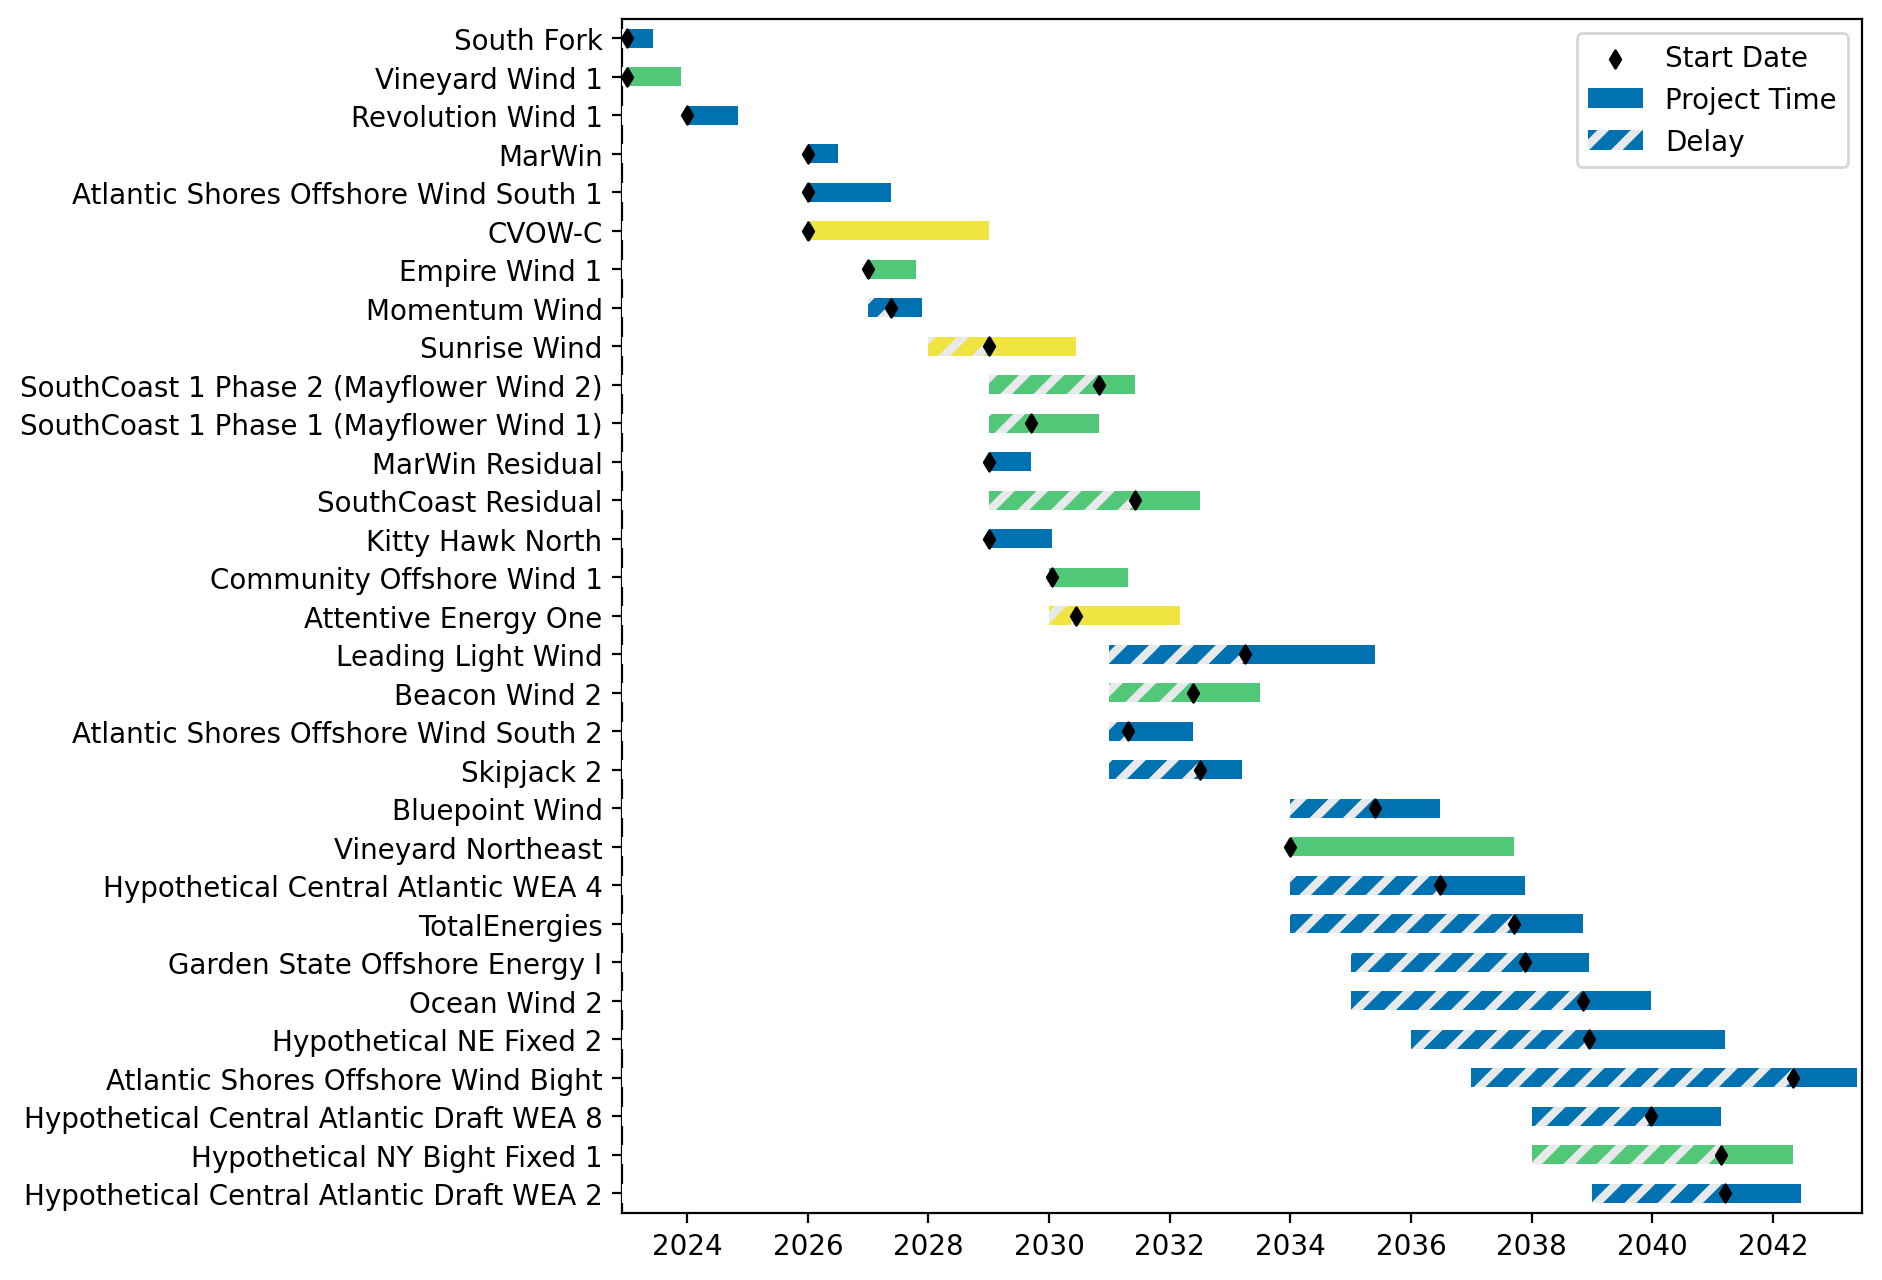 South Fork
Vineyard Wind 1
Revolution Wind 1
MarWin
Atlantic Shores Offshore Wind South 1
CVOW-C
Empire Wind 1
Momentum Wind
Sunrise Wind
SouthCoast 1 Phase 2 (Mayflower Wind 2)
SouthCoast 1 Phase 1 (Mayflower Wind 1)
MarWin Residual
SouthCoast Residual
Kitty Hawk North
Community Offshore Wind 1
Attentive Energy One
Leading Light Wind
Beacon Wind 2
Atlantic Shores Offshore Wind South 2
Skipjack 2
Bluepoint Wind
Vineyard Northeast
Hypothetical Central Atlantic WEA 4
TotalEnergies
Garden State Offshore Energy I
Ocean Wind 2
Hypothetical NE Fixed 2
Atlantic Shores Offshore Wind Bight
Hypothetical Central Atlantic Draft WEA 8
Hypothetical NY Bight Fixed 1
Hypothetical Central Atlantic Draft WEA 2
Start Date
Project Time
Delay
2024 2026 2028 2030 2032 2034 2036 2038 2040 2042